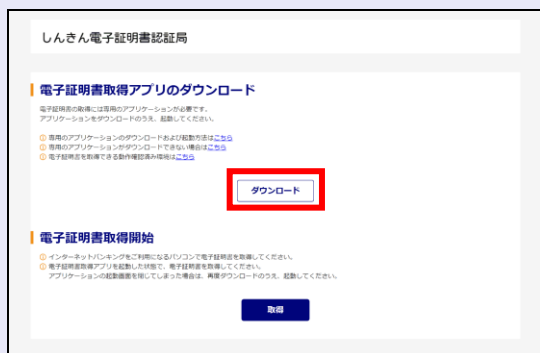 しんきん電子証明書認証局
電子証明書取得アプリのダウンロード
電子証明書の取得には専用のアプリケーションが必要です。
アプリケーションをダウンロードのうえ、起動してください。
① 専用のアプリケーションのダウンロードおよび起動方法はこちら
① 専用のアプリケーションがダウンロードできない場合はこちら
① 電子証明書を取得できる動作確認済み環境はこちら
ダウンロード
電子証明書取得開始
① インターネットバンキングをご利用になるパソコンで電子証明書を取得してください。
① 電子証明書取得アプリを起動した状態で、電子証明書を取得してください。
アプリケーションの起動画面を閉じてしまった場合は、再度ダウンロードのうえ、起動してください。
取得